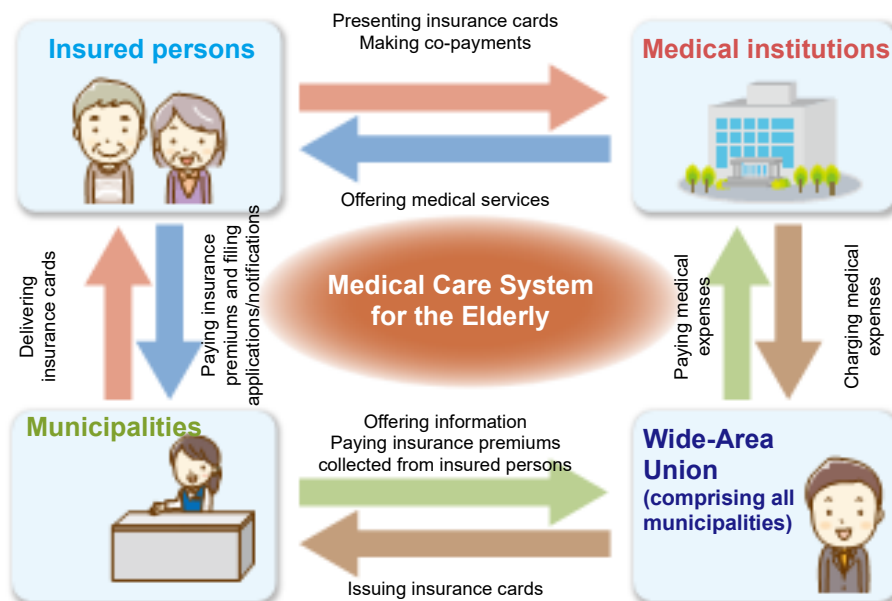 Presenting insurance cards
Making co-payments
Insured persons
Medical institutions
Offering medical services
Delivering
insurance cards
Paying insurance
premiums and filing
applications/notifications
Medical Care System
for the Elderly
Paying medical
expenses
Charging medical
expenses
Municipalities
Offering information
Paying insurance premiums
collected from insured persons
Wide-Area
Union
(comprising all
municipalities)
Issuing insurance cards